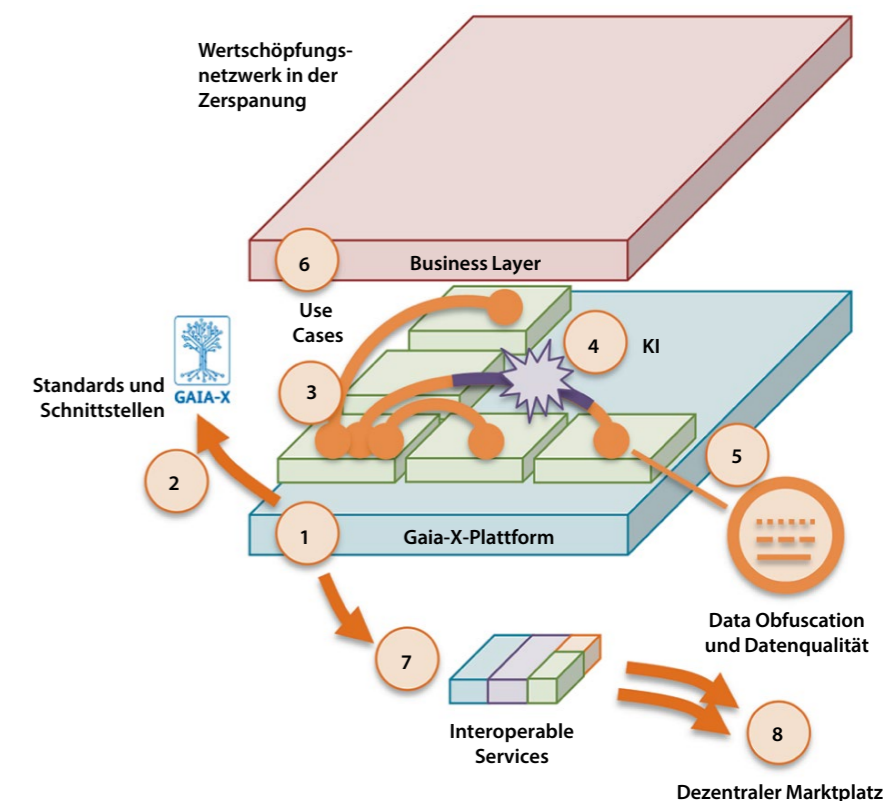 Wertschöpfungs-
netzwerk in der
Zerspanung
6
Business Layer
Use
Cases
4
KI
3
GAIA-X
Standards und
Schnittstellen
5
2
1
Gaia-X-Plattform
Data Obfuscation
und Datenqualität
7
Interoperable
Services
8
Dezentraler Marktplatz